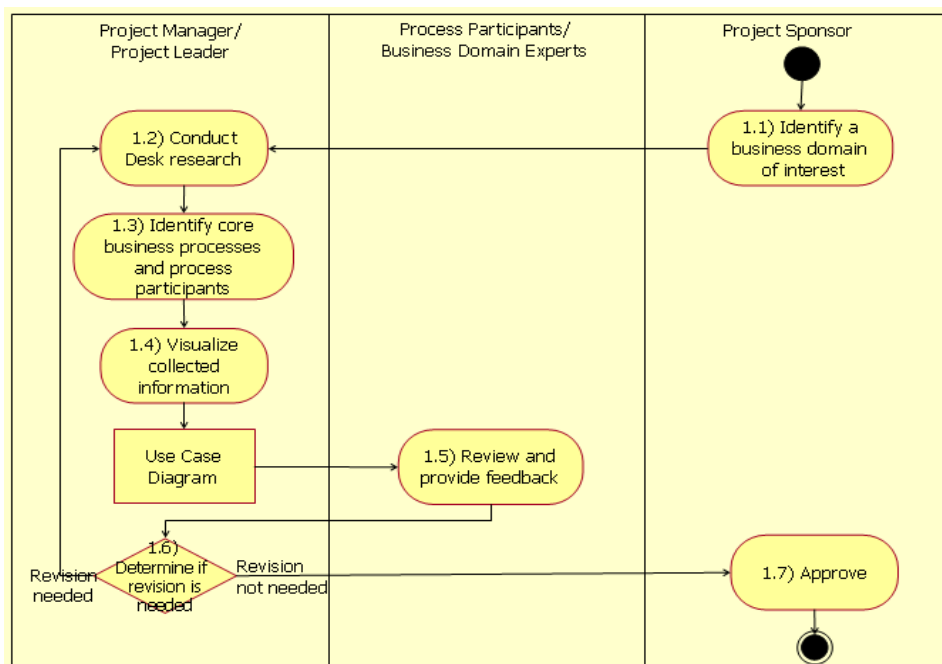 Project Manager/
Project Leader
Process Participants/
Business Domain Experts
Project Sponsor
1.1) Identify a
business domain
of interest
1.2) Conduct
Desk research
1.3) Identify core
business processes
and process
participants
1.4) Visualize
collected
information
Use Case
Diagram
1.5) Review and
provide feedback
1.6)
Determine if
revision is
needed
Revision
needed
Revision
not needed
1.7) Approve